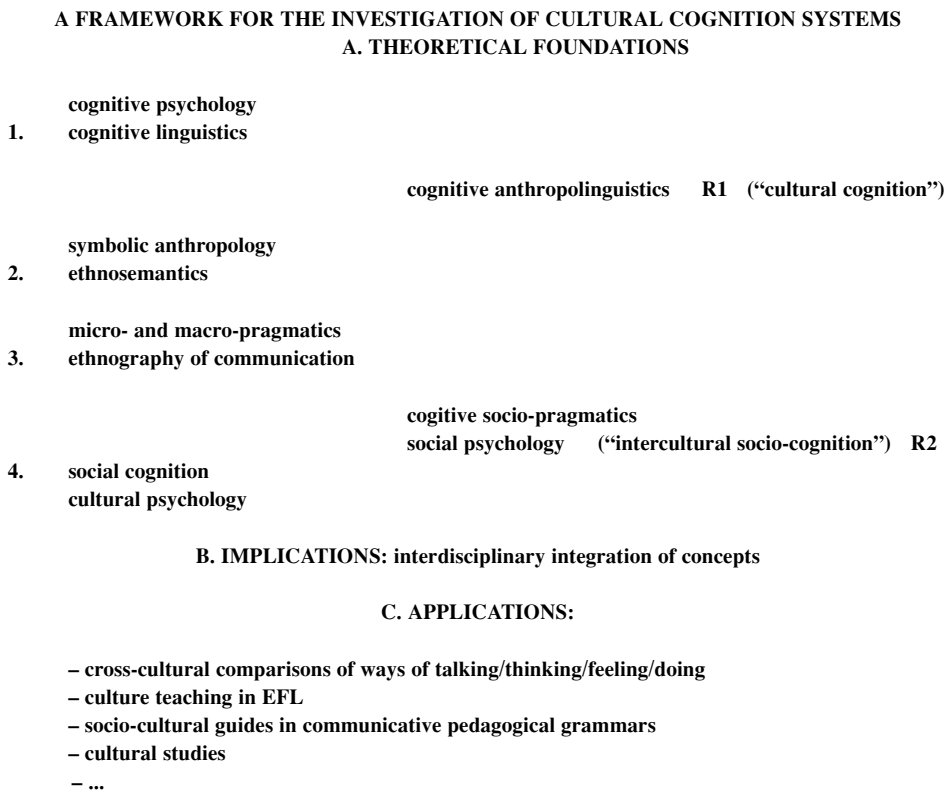 A FRAMEWORK FOR THE INVESTIGATION OF CULTURAL COGNITION SYSTEMS
A. THEORETICAL FOUNDATIONS
cognitive psychology
1. cognitive linguistics
cognitive anthropolinguistics R1 (“cultural cognition”)
symbolic anthropology
2. ethnosemantics
micro- and macro-pragmatics
3. ethnography of communication
cogitive socio-pragmatics
social psychology (“intercultural socio-cognition”) R2
4. social cognition
cultural psychology
B. IMPLICATIONS: interdisciplinary integration of concepts
C. APPLICATIONS:
– cross-cultural comparisons of ways of talking/thinking/feeling/doing
– culture teaching in EFL
– socio-cultural guides in communicative pedagogical grammars
– cultural studies
– ...